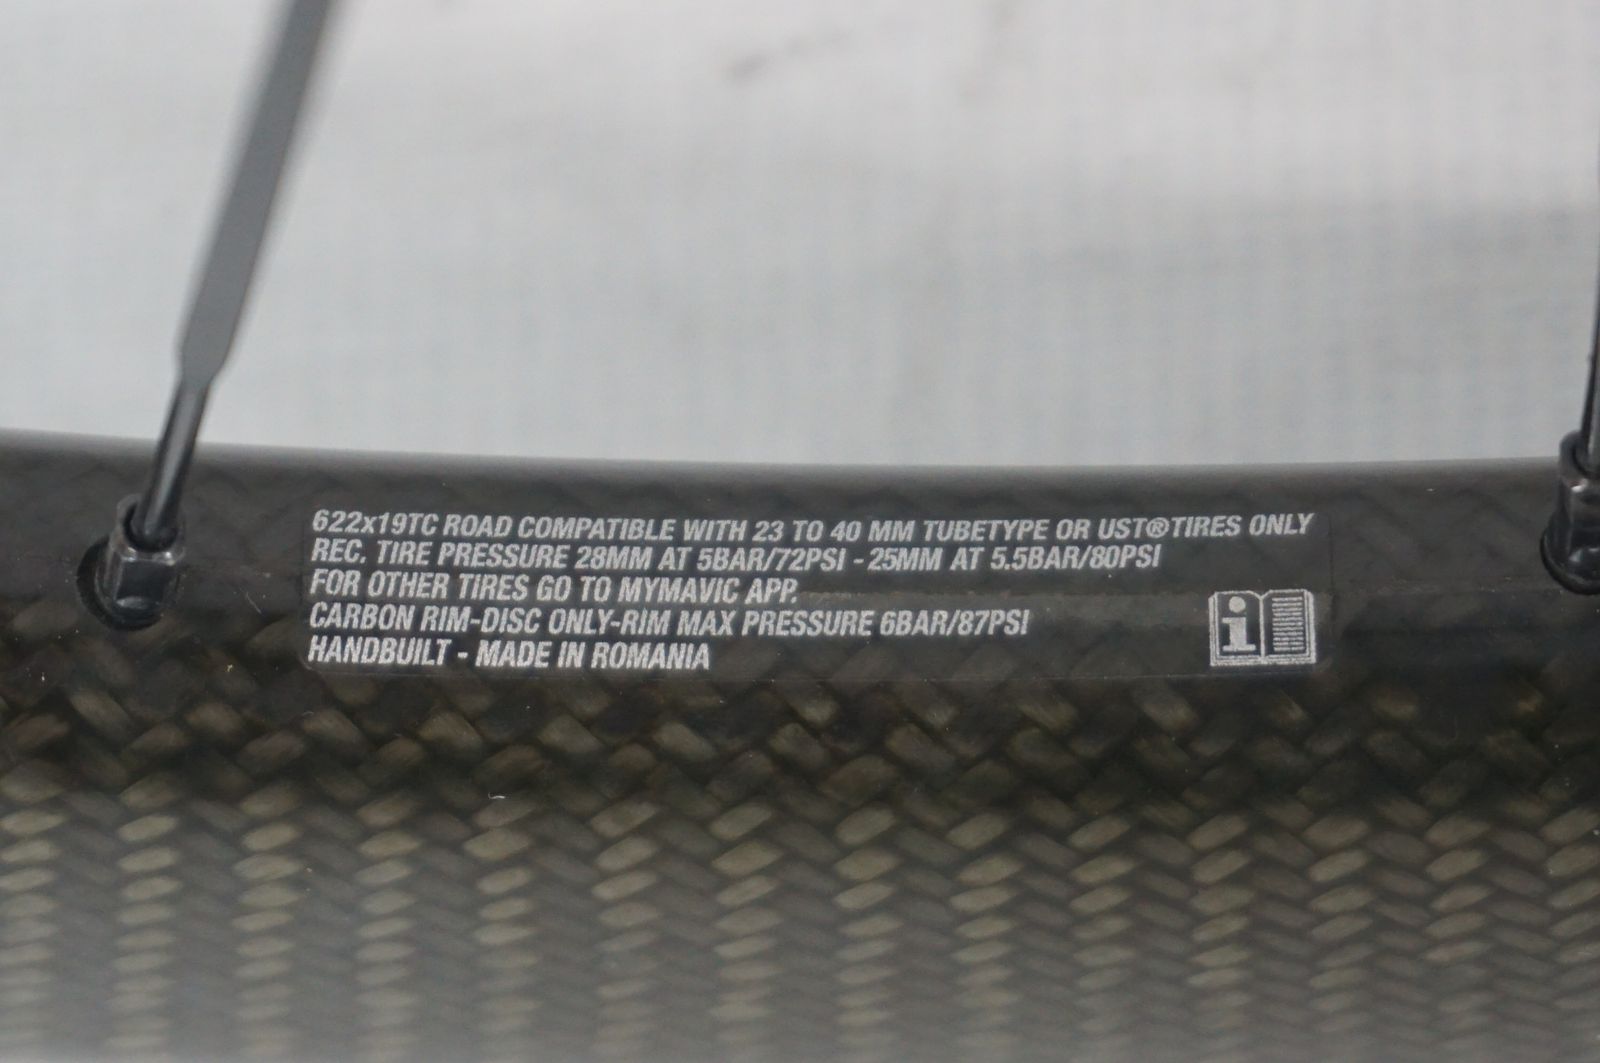 622x19TC ROAD COMPATIBLE WITH 23 TO 40 MM TUBETYPE OR UST® TIRES ONLY
REC. TIRE PRESSURE 28MM AT 5BAR/72PSI - 25MM AT 5.5BAR/80PSI
FOR OTHER TIRES GO TO MYMAVIC APP.
CARBON RIM-DISC ONLY-RIM MAX PRESSURE 6BAR/87PSI
HANDBUILT - MADE IN ROMANIA